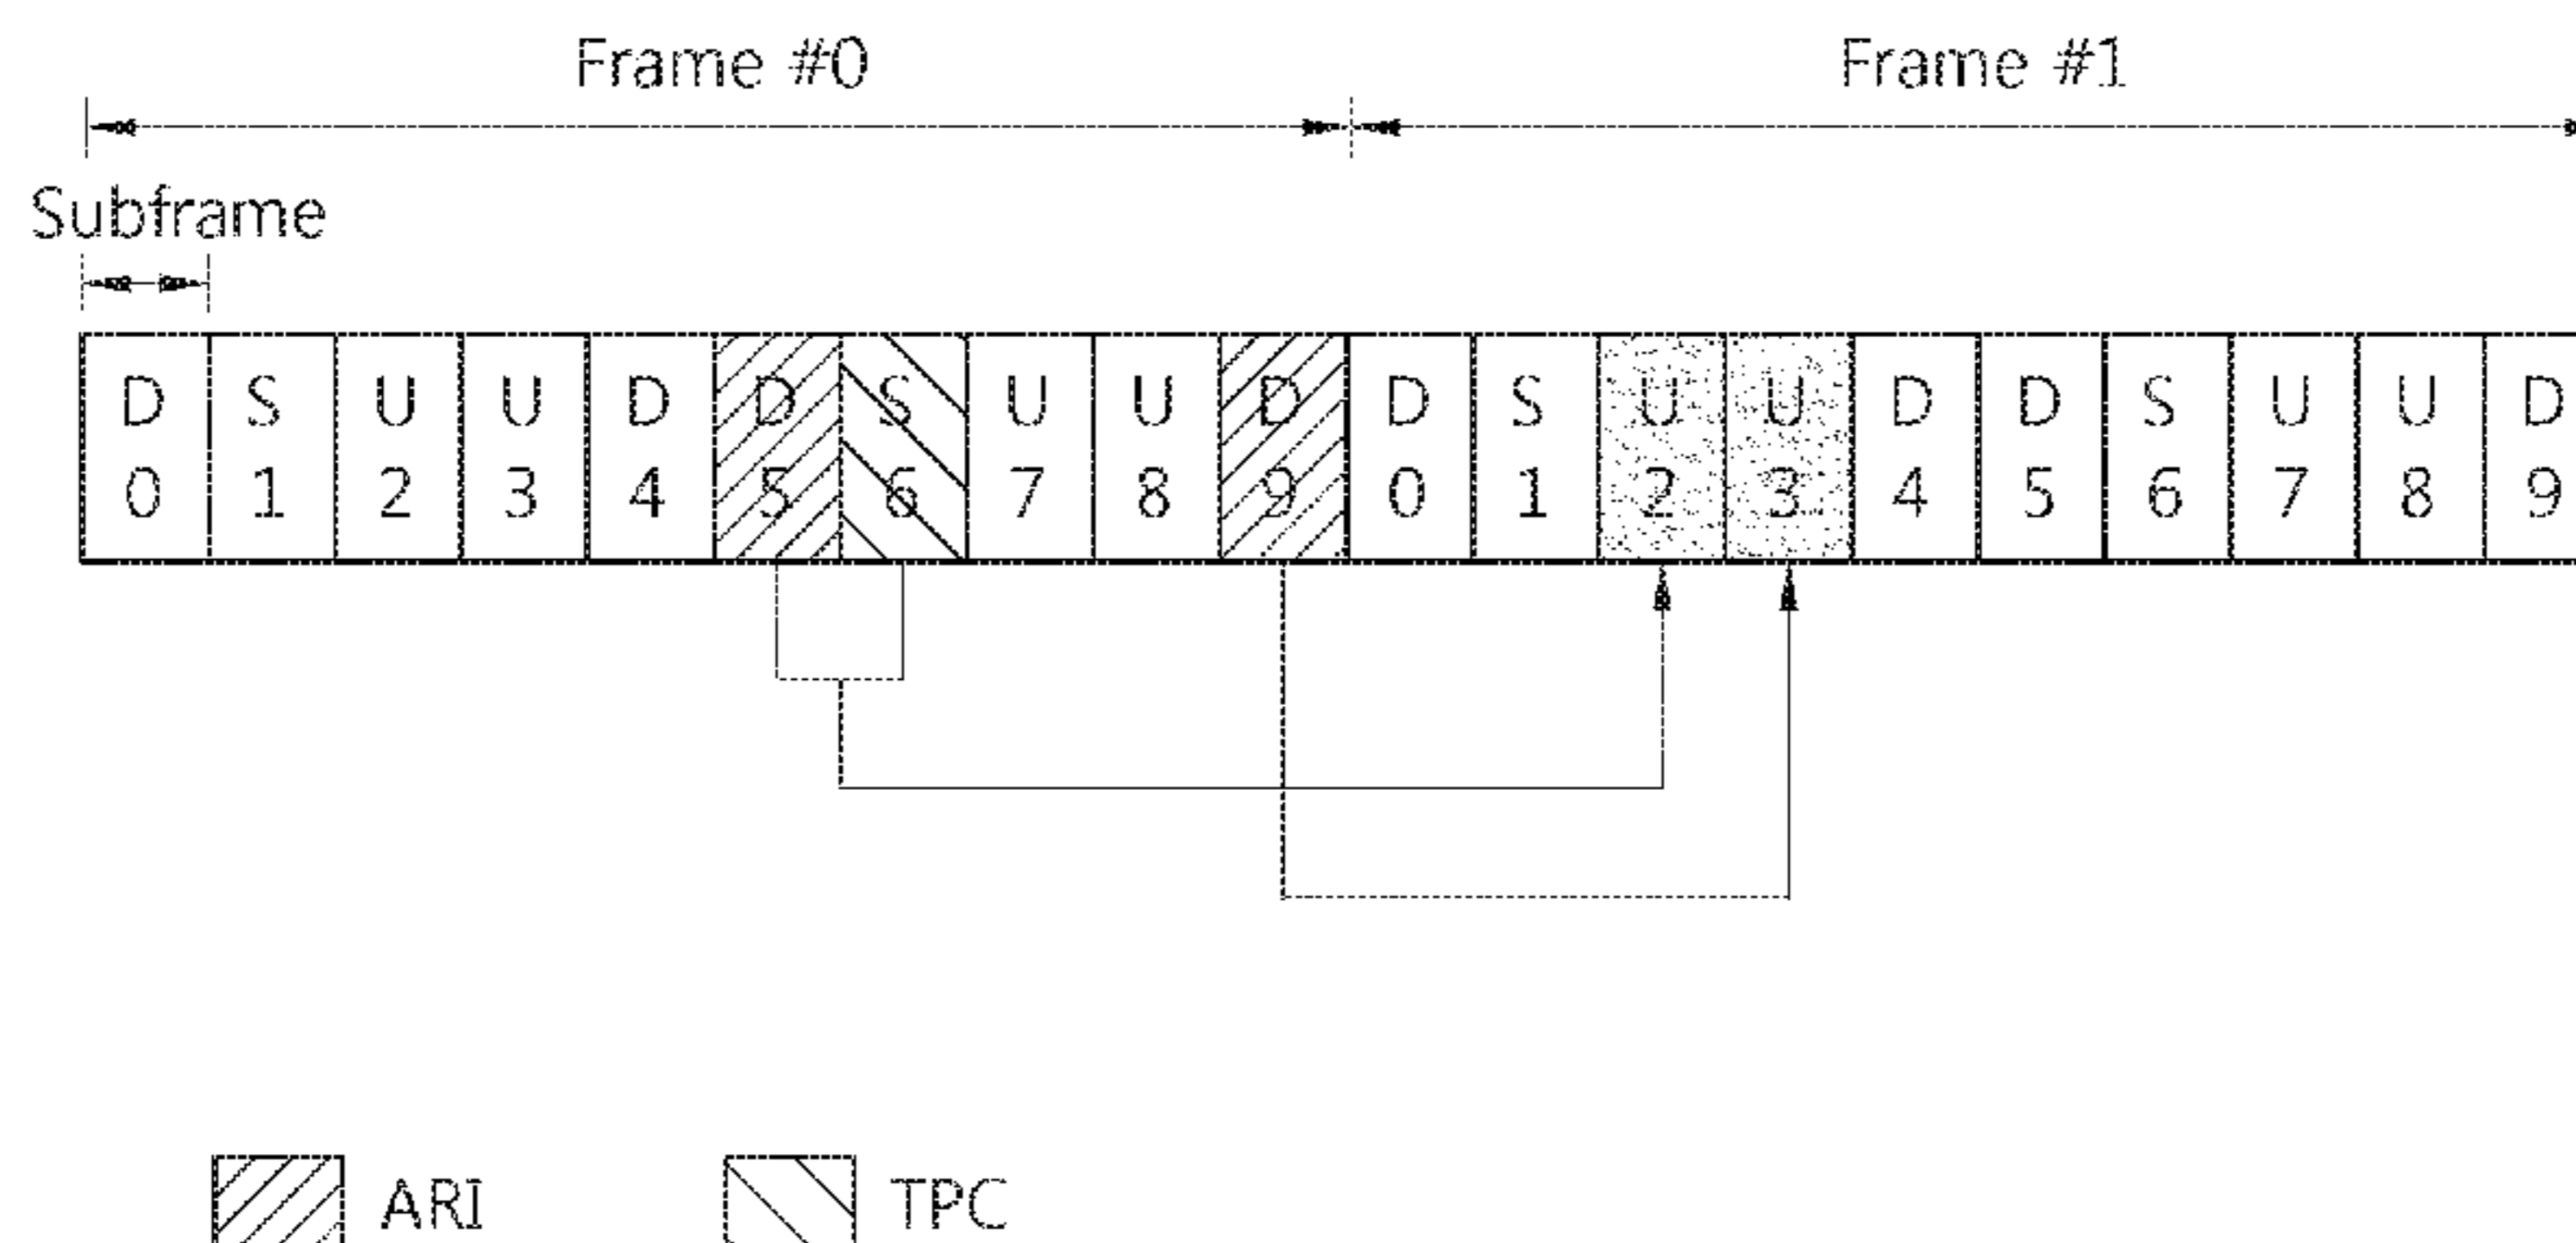 Frame #0 Frame #1
Subframe
D S U U D D S U U D D S U U D D S U U D
0 1 2 3 4 5 6 7 8 9 0 1 2 3 4 5 6 7 8 9
ARI TPC